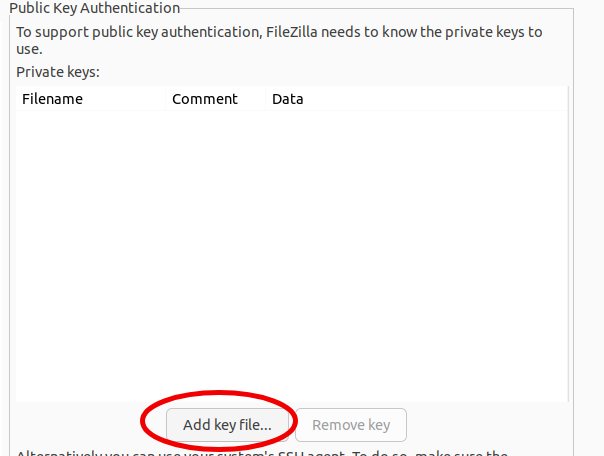 Public Key Authentication
To support public key authentication, FileZilla needs to know the private keys to
use.
Private keys:
Filename Comment Data
Add key file... Remove key
Alternatively you can use your system's SSH agent. To do so, make sure the